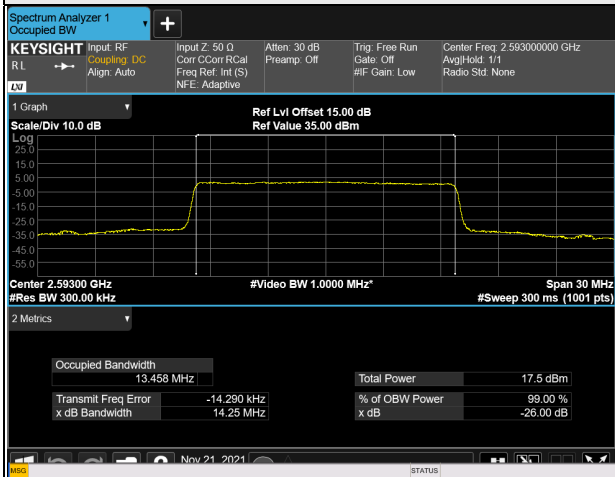 Spectrum Analyzer 1
Occupied BW
KEYSIGHT
R L
LXI
Input: RF
Coupling: DC
Align: Auto
Input Z: 50 Ω
Corr CCorr RCal
Freq Ref: Int (S)
NFE: Adaptive
Atten: 30 dB
Preamp: Off
Trig: Free Run
Gate: Off
#IF Gain: Low
Center Freq: 2.593000000 GHz
Avg|Hold: 1/1
Radio Std: None
1 Graph
Scale/Div 10.0 dB
Ref Lvl Offset 15.00 dB
Ref Value 35.00 dBm
Log
25.0
15.0
5.00
-5.00
-15.0
-25.0
-35.0
-45.0
-55.0
Center 2.59300 GHz
#Video BW 1.0000 MHz*
Span 30 MHz
#Res BW 300.00 kHz
#Sweep 300 ms (1001 pts)
2 Metrics
Occupied Bandwidth
13.458 MHz
Total Power 17.5 dBm
Transmit Freq Error -14.290 kHz
% of OBW Power 99.00 %
x dB Bandwidth 14.25 MHz
x dB -26.00 dB
Nov 21, 2021
MSG
STATUS